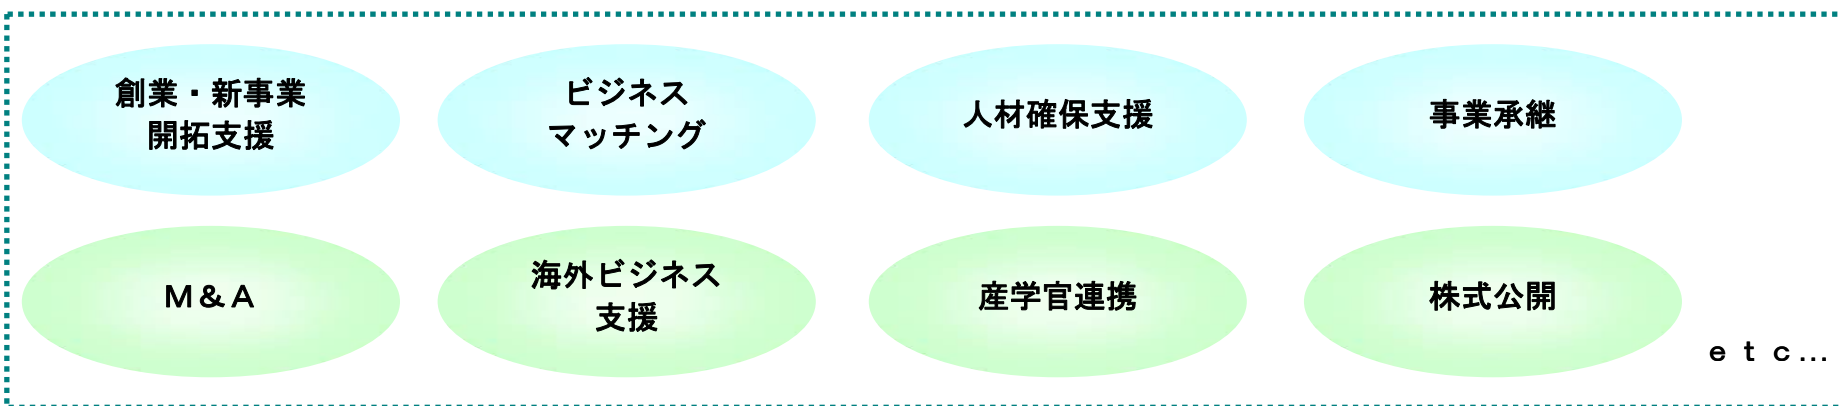 創業・新事業
開拓支援
ビジネス
マッチング
人材確保支援
事業承継
Ｍ＆Ａ
海外ビジネス
支援
産学官連携
株式公開
ｅｔｃ…